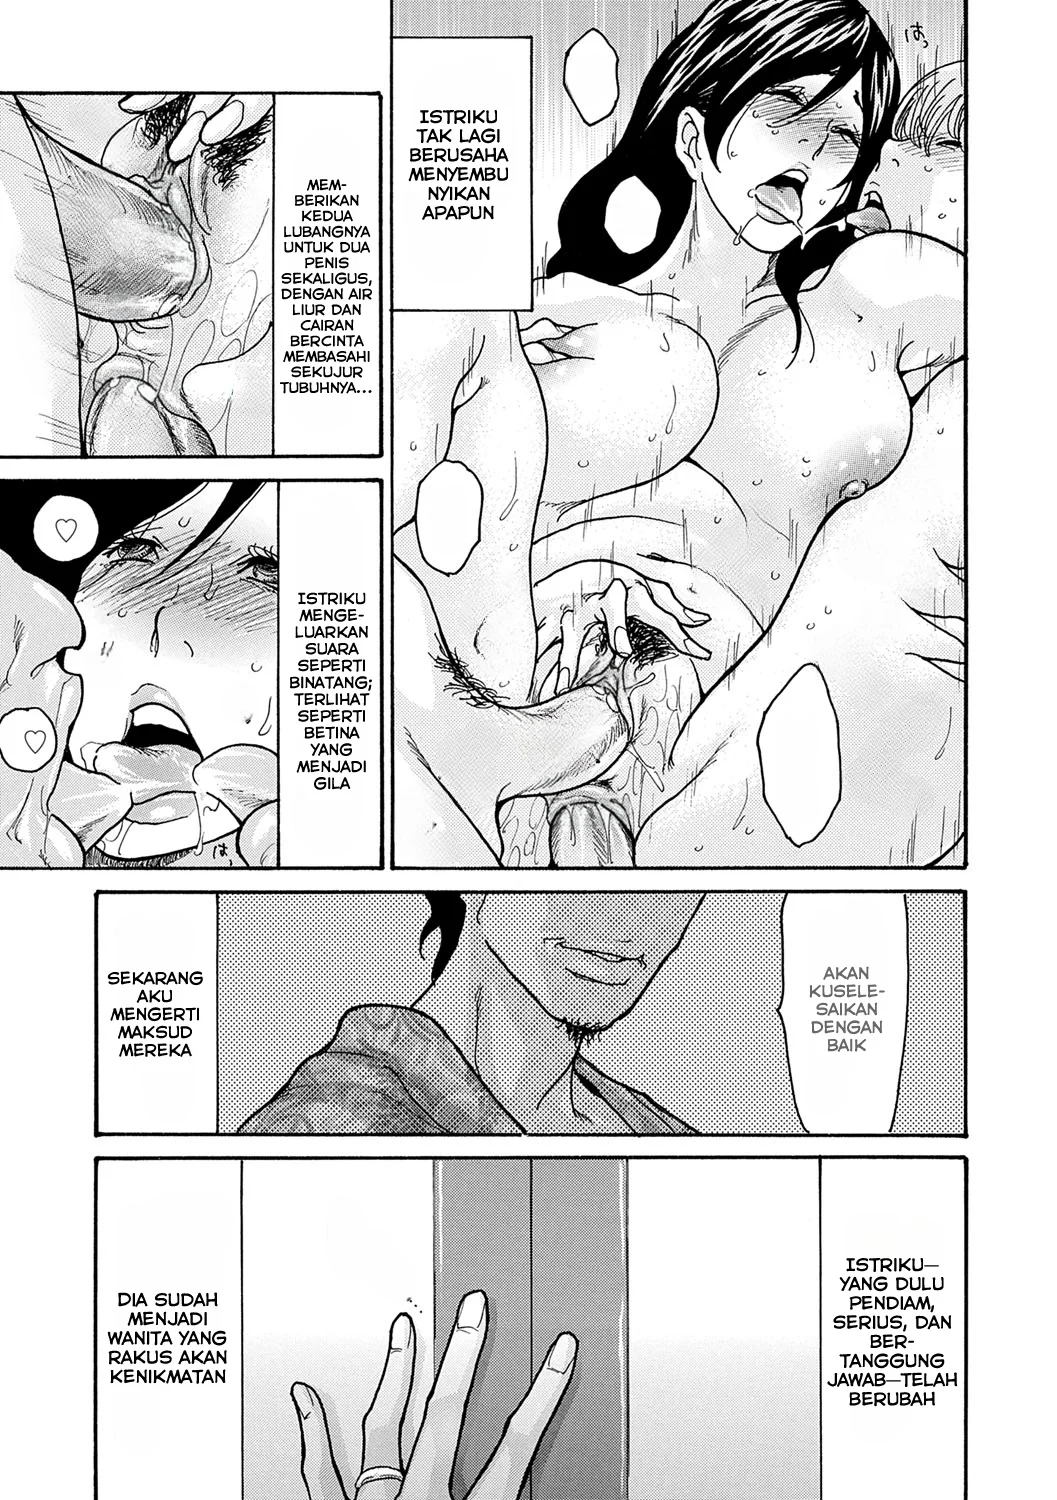 は、
ISTRIKU
TAK LAGI
BERUSAHA
MENYEMBU
NYIKAN
APAPUN
MEM-
BERIKAN
KEDUA
LUBANGNYA
UNTUK DUA
PENIS
SEKALIGUS,
DENGAN AIR
LIUR DAN
CAIRAN
BERCINTA
MEMBASAHI
SEKUJUR
TUBUHNYA...
ISTRIKU
MENGE-
LUARKAN
SUARA
SEPERTI
BINATANG;
TERLIHAT
SEPERTI
BETINA
YANG
MENJADI
GILA
♡
♡
は、
AKAN
KUSELE-
SAIKAN
DENGAN
BAIK
SEKARANG
AKU
MENGERTI
MAKSUD
MEREKA
ISTRIKU—
YANG DULU
PENDIAM,
SERIUS, DAN
BER-
TANGGUNG
JAWAB—TELAH
BERUBAH
DIA SUDAH
MENJADI
WANITA YANG
RAKUS AKAN
KENIKMATAN